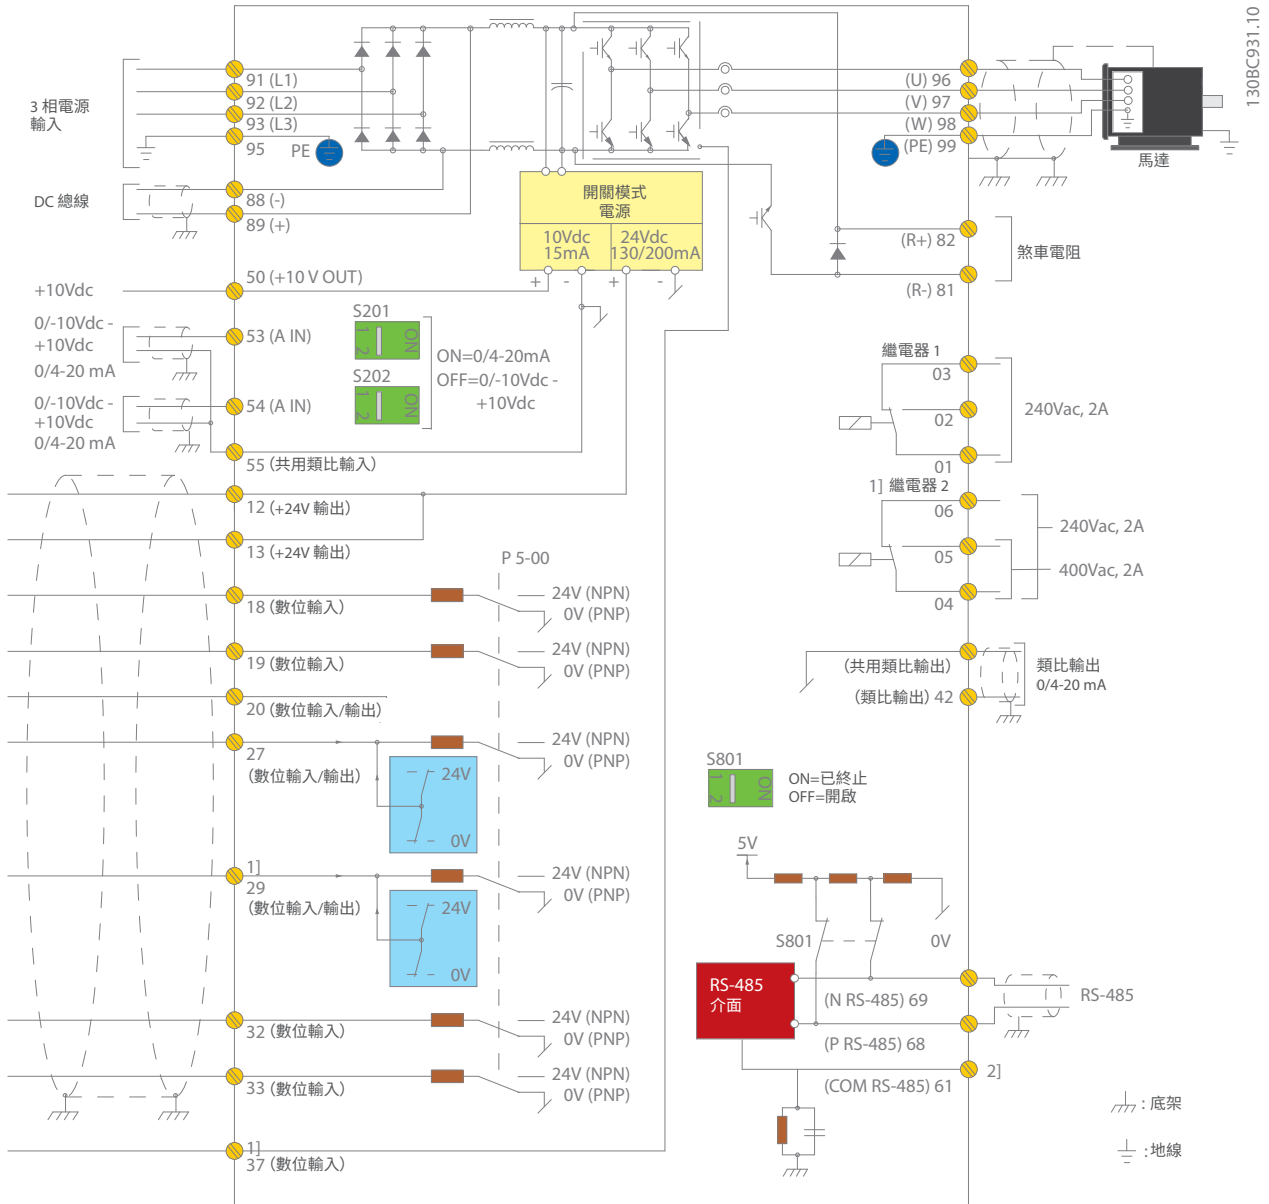 130BC931.10
3 相電源
輸入
91 (L1)
92 (L2)
93 (L3)
95
PE
(U) 96
(V) 97
(W) 98
(PE) 99
馬達
DC 總線
88 (-)
89 (+)
開關模式
電源
10Vdc
15mA
24Vdc
130/200mA
+ - + -
(R+) 82
(R-) 81
煞車電阻
+10Vdc
50 (+10 V OUT)
0/-10Vdc -
+10Vdc
0/4-20 mA
53 (A IN)
S201
1 2 ON
S202
1 2 ON
ON=0/4-20mA
OFF=0/-10Vdc -
+10Vdc
0/-10Vdc -
+10Vdc
0/4-20 mA
54 (A IN)
55 (共用類比輸入)
繼電器 1
03
02
01
240Vac, 2A
1] 繼電器 2
06
05
04
240Vac, 2A
400Vac, 2A
12 (+24V 輸出)
13 (+24V 輸出)
P 5-00
18 (數位輸入)
24V (NPN)
0V (PNP)
19 (數位輸入)
24V (NPN)
0V (PNP)
20 (數位輸入/輸出)
27
(數位輸入/輸出)
24V (NPN)
0V (PNP)
24V
0V
1]
29
(數位輸入/輸出)
24V (NPN)
0V (PNP)
24V
0V
32 (數位輸入)
24V (NPN)
0V (PNP)
33 (數位輸入)
24V (NPN)
0V (PNP)
1]
37 (數位輸入)
(共用類比輸出)
(類比輸出) 42
類比輸出
0/4-20 mA
S801
1 2 ON
ON=已終止
OFF=開啟
5V
S801
0V
RS-485
介面
(N RS-485) 69
(P RS-485) 68
(COM RS-485) 61
RS-485
2]
: 底架
: 地線